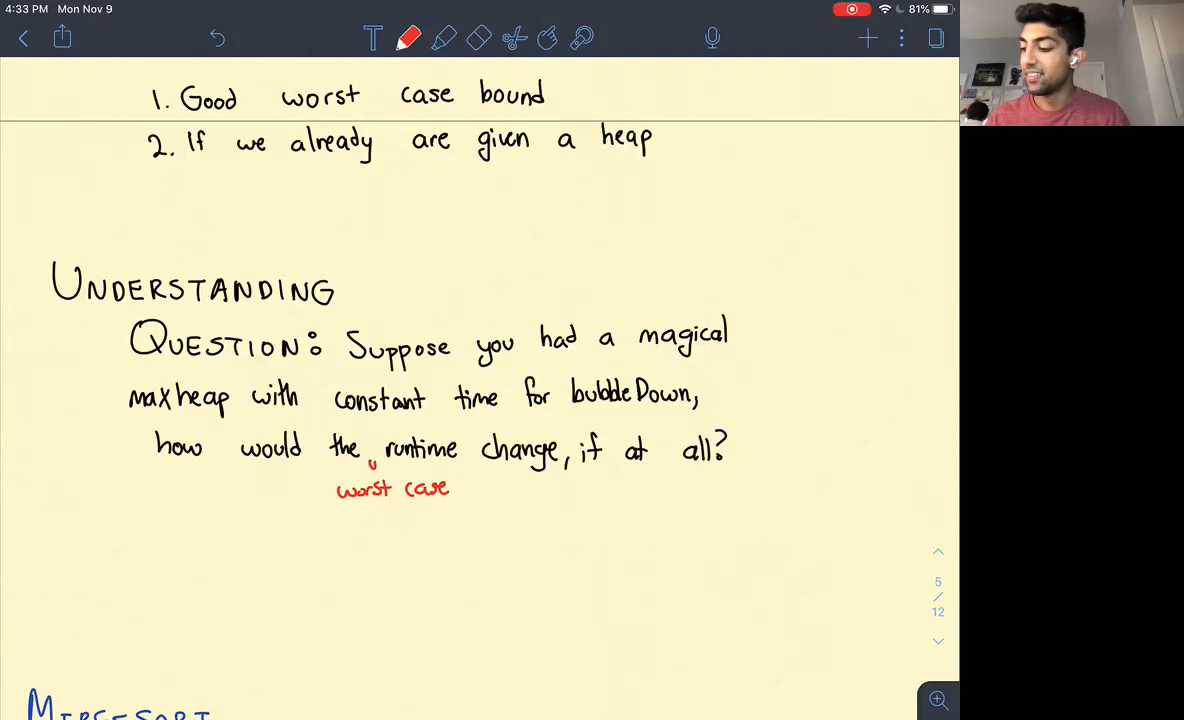 4:33 PM Mon Nov 9
81%
1. Good worst case bound
2. If we already are given a heap
UNDERSTANDING
QUESTION: Suppose you had a magical
maxheap with constant time for bubbleDown,
how would the runtime change, if at all?
worst case
5
/
12
MERGESORT